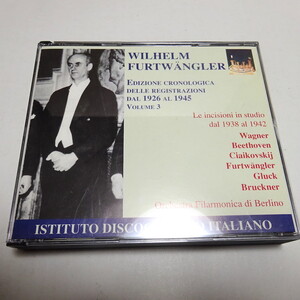 WILHELM
FURTWÄNGLER
EDIZIONE CRONOLOGICA
DELLE REGISTRAZIONI
DAL 1926 AL 1945
VOLUME 3
Le incisioni in studio
dal 1938 al 1942
Wagner
Beethoven
Ciaikovskij
Furtwängler
Gluck
Bruckner
Filarmonica di Berlino
ISTITUTO ITALIANO